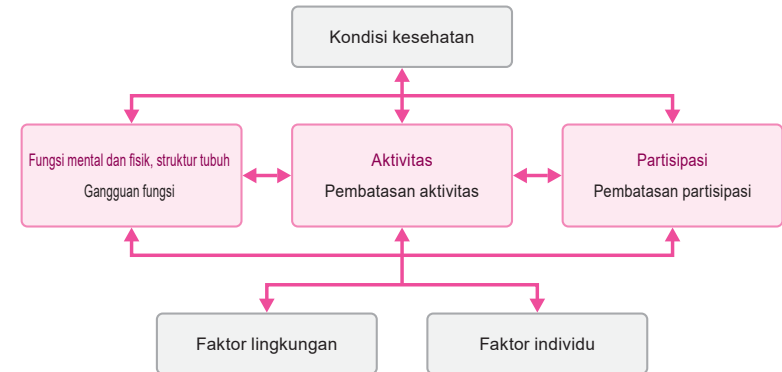 Kondisi kesehatan
Fungsi mental dan fisik, struktur tubuh
Gangguan fungsi
Aktivitas
Pembatasan aktivitas
Partisipasi
Pembatasan partisipasi
Faktor lingkungan
Faktor individu